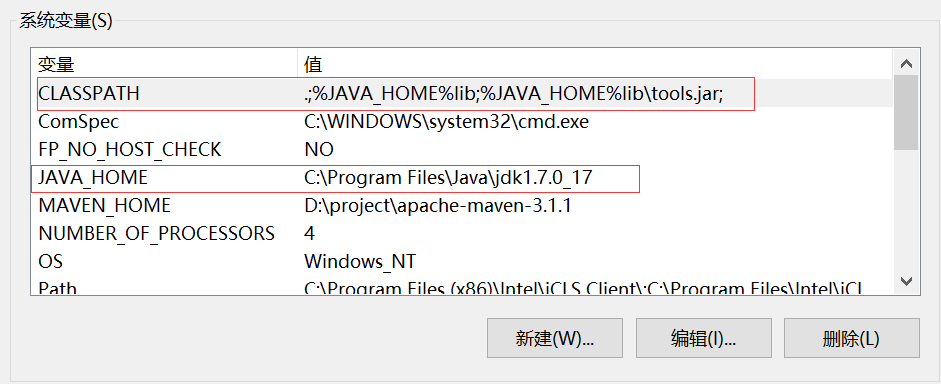 系统变量(S)
变量 值
CLASSPATH .;%JAVA_HOME%lib;%JAVA_HOME%lib\tools.jar;
ComSpec C:\WINDOWS\system32\cmd.exe
FP_NO_HOST_CHECK NO
JAVA_HOME C:\Program Files\Java\jdk1.7.0_17
MAVEN_HOME D:\project\apache-maven-3.1.1
NUMBER_OF_PROCESSORS 4
OS Windows_NT
Path C:\Program Files (x86)\Intel\iCLS Client\;C:\Program Files\Intel\iCL
新建(W)... 编辑(I)... 删除(L)